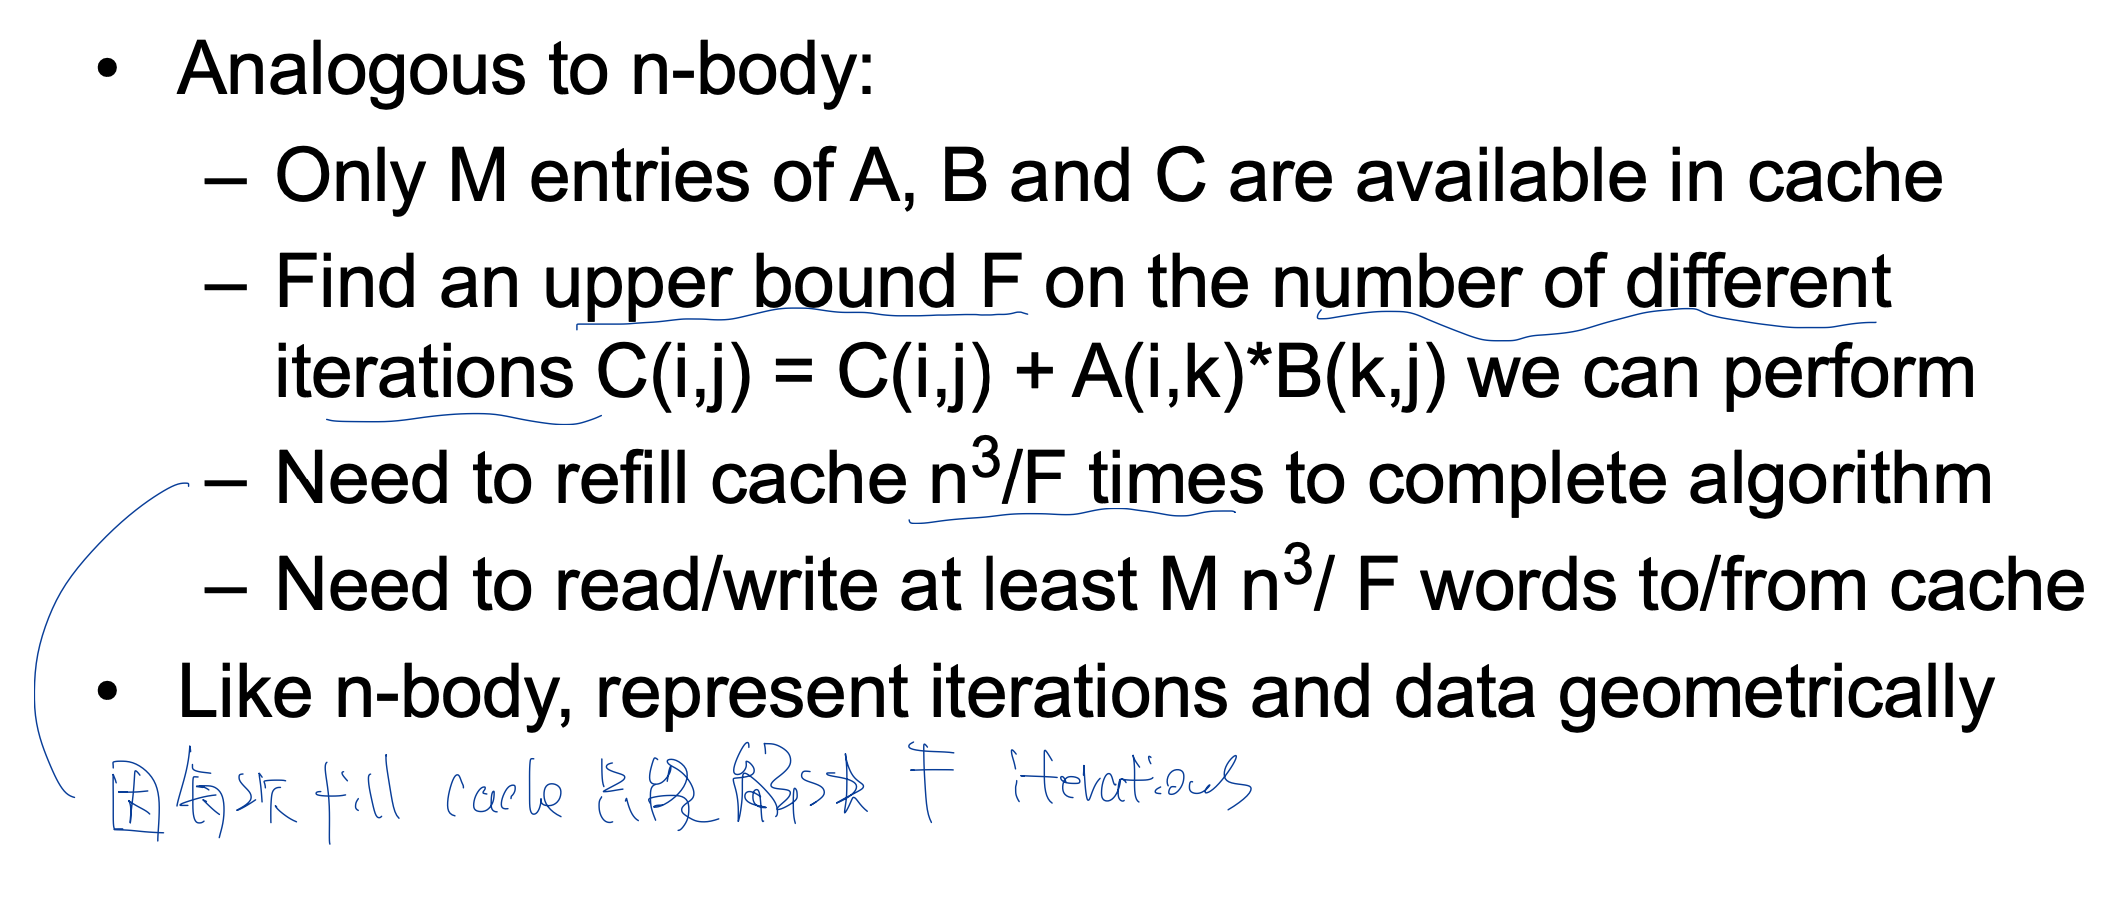 • Analogous to n-body:
– Only M entries of A, B and C are available in cache
– Find an upper bound F on the number of different
iterations C(i,j) = C(i,j) + A(i,k)*B(k,j) we can perform
– Need to refill cache n³/F times to complete algorithm
– Need to read/write at least M n³/ F words to/from cache
• Like n-body, represent iterations and data geometrically
因每次 fill cache 只 解决 F iterations